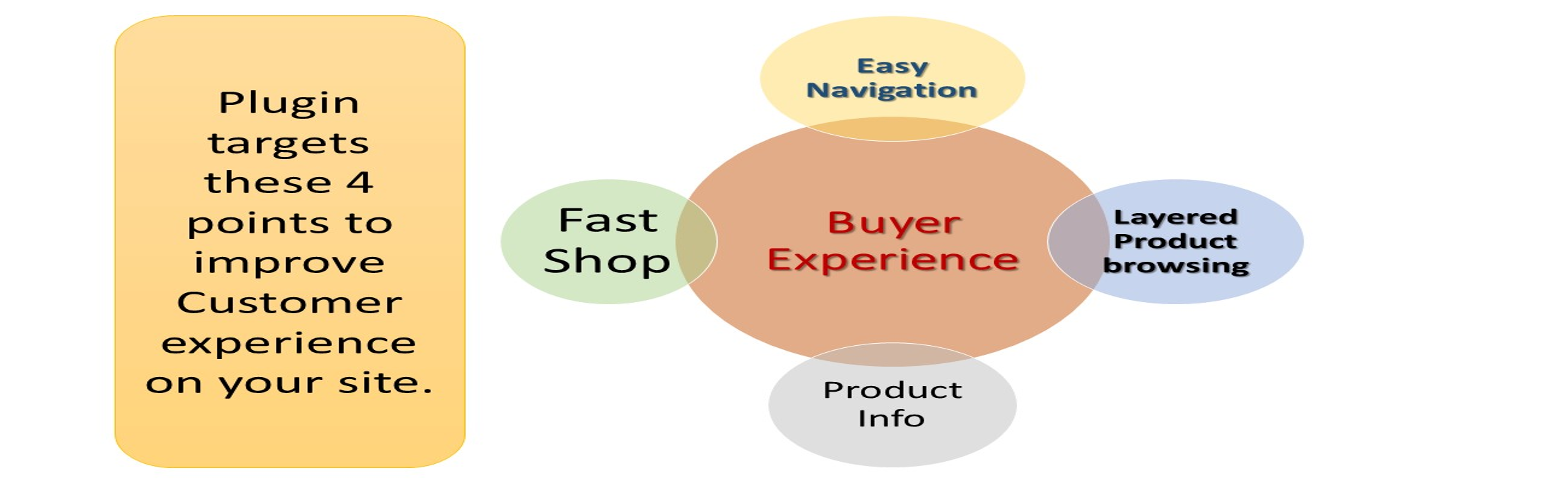 Plugin
targets
these 4
points to
improve
Customer
experience
on your site.
Easy
Navigation
Fast
Shop
Buyer
Experience
Layered
Product
browsing
Product
Info